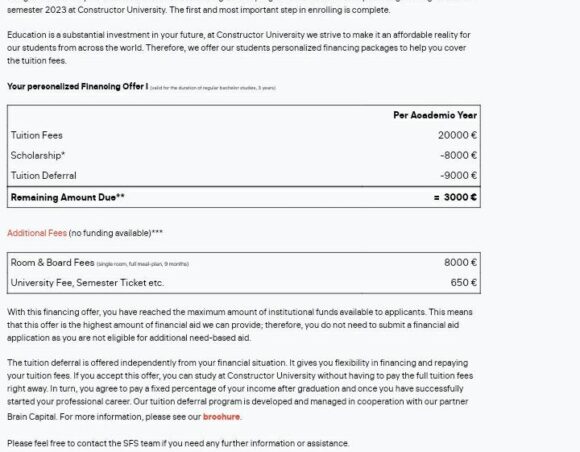 semester 2023 at Constructor University. The first and most important step in enrolling is complete.
Education is a substantial investment in your future, at Constructor University we strive to make it an affordable reality for
our students from across the world. Therefore, we offer our students personalized financing packages to help you cover
the tuition fees.
Your personalized Financing Offer I (valid for the duration of regular bachelor studies, 3 years)
Per Academic Year
Tuition Fees 20000 €
Scholarship* -8000 €
Tuition Deferral -9000 €
Remaining Amount Due** = 3000 €
Additional Fees (no funding available)***
Room & Board Fees (single room, full meal-plan, 9 months) 8000 €
University Fee, Semester Ticket etc. 650 €
With this financing offer, you have reached the maximum amount of institutional funds available to applicants. This means
that this offer is the highest amount of financial aid we can provide; therefore, you do not need to submit a financial aid
application as you are not eligible for additional need-based aid.
The tuition deferral is offered independently from your financial situation. It gives you flexibility in financing and repaying
your tuition fees. If you accept this offer, you can study at Constructor University without having to pay the full tuition fees
right away. In turn, you agree to pay a fixed percentage of your income after graduation and once you have successfully
started your professional career. Our tuition deferral program is developed and managed in cooperation with our partner
Brain Capital. For more information, please see our brochure.
Please feel free to contact the SFS team if you need any further information or assistance.